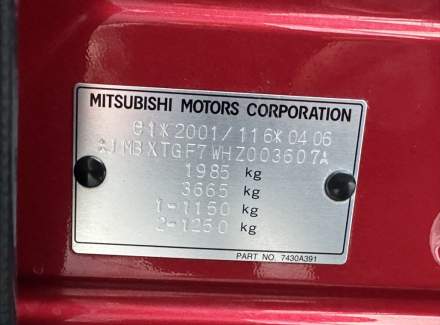 MITSUBISHI MOTORS CORPORATION
e1*2001/116*0406
*JMBXTGF7WHZ003607A
1985 kg
3665 kg
1-1150 kg
2-1250 kg
PART NO. 7430A391